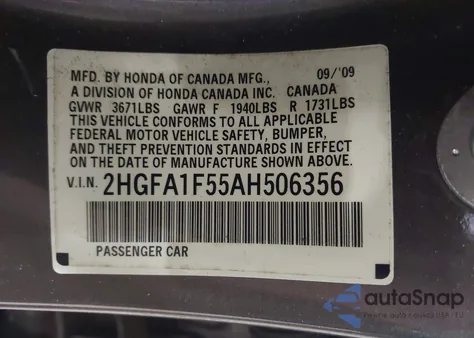 MFD. BY HONDA OF CANADA MFG., 09/'09
A DIVISION OF HONDA CANADA INC. CANADA
GVWR 3671LBS GAWR F 1940LBS R 1731LBS
THIS VEHICLE CONFORMS TO ALL APPLICABLE
FEDERAL MOTOR VEHICLE SAFETY, BUMPER,
AND THEFT PREVENTION STANDARDS IN EFFECT
ON THE DATE OF MANUFACTURE SHOWN ABOVE.
V.I.N. 2HGFA1F55AH506356
PASSENGER CAR
autoSnap